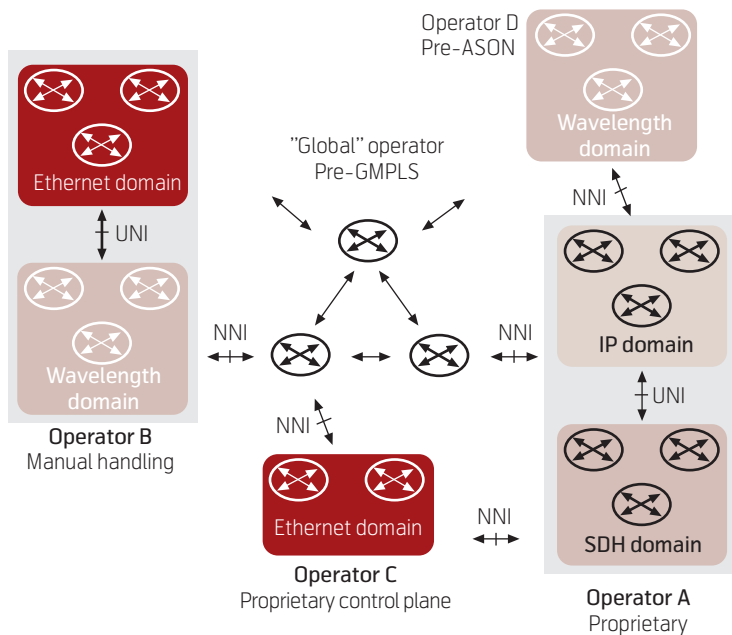 Operator D
Pre-ASON
Wavelength
domain
Ethernet domain
UNI
Wavelength
domain
Operator B
Manual handling
"Global" operator
Pre-GMPLS
NNI
NNI
NNI
NNI
IP domain
UNI
SDH domain
Operator A
Proprietary
NNI
Ethernet domain
Operator C
Proprietary control plane